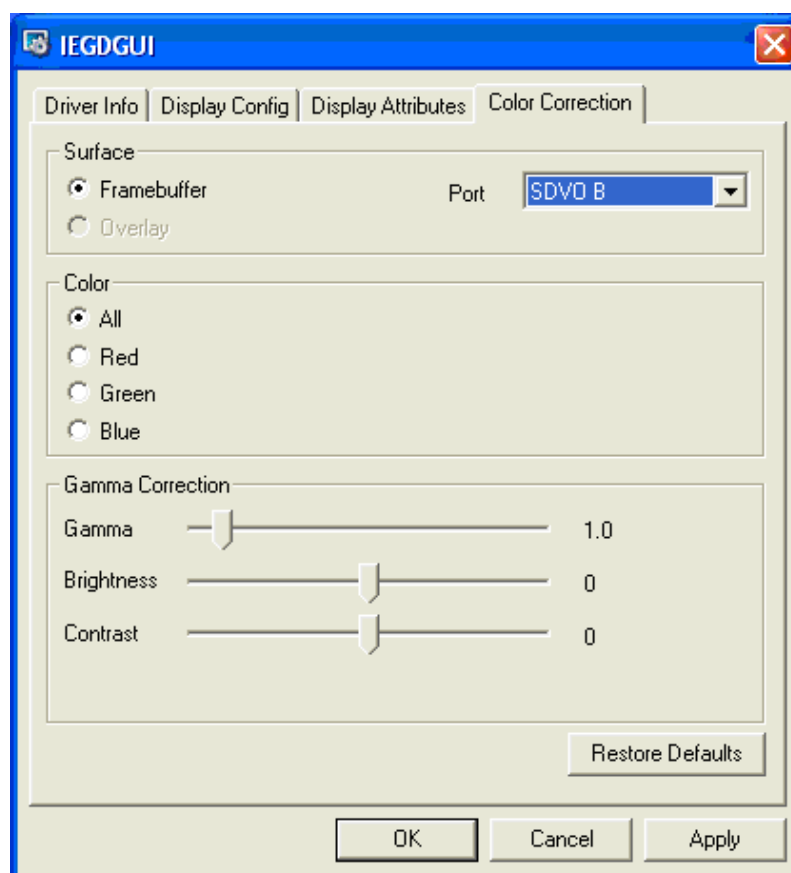 IEGDGUI
Driver Info Display Config Display Attributes Color Correction
Surface
Framebuffer Port SDVO B
Overlay
Color
All
Red
Green
Blue
Gamma Correction
Gamma 1.0
Brightness 0
Contrast 0
Restore Defaults
OK Cancel Apply